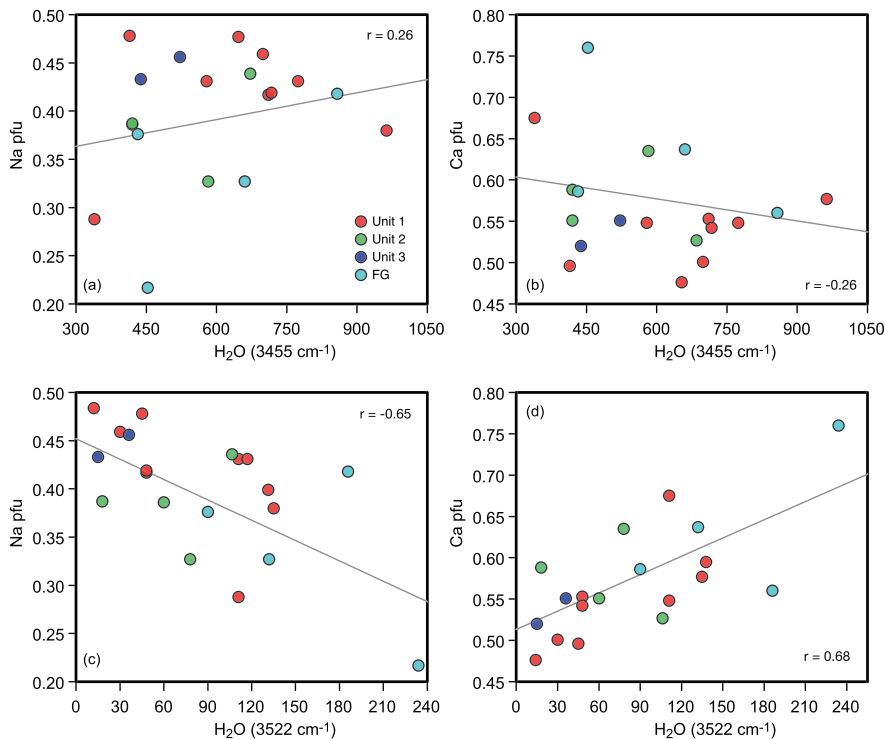 0.50
0.45
0.40
0.35
0.30
0.25
0.20
Na pfu
r = 0.26
Unit 1
Unit 2
Unit 3
FG
(a)
300 450 600 750 900 1050
H₂O (3455 cm⁻¹)
0.80
0.75
0.70
0.65
0.60
0.55
0.50
0.45
Ca pfu
(b)
r = -0.26
300 450 600 750 900 1050
H₂O (3455 cm⁻¹)
0.50
0.45
0.40
0.35
0.30
0.25
0.20
Na pfu
r = -0.65
(c)
0 30 60 90 120 150 180 210 240
H₂O (3522 cm⁻¹)
0.80
0.75
0.70
0.65
0.60
0.55
0.50
0.45
Ca pfu
(d)
r = 0.68
0 30 60 90 120 150 180 210 240
H₂O (3522 cm⁻¹)